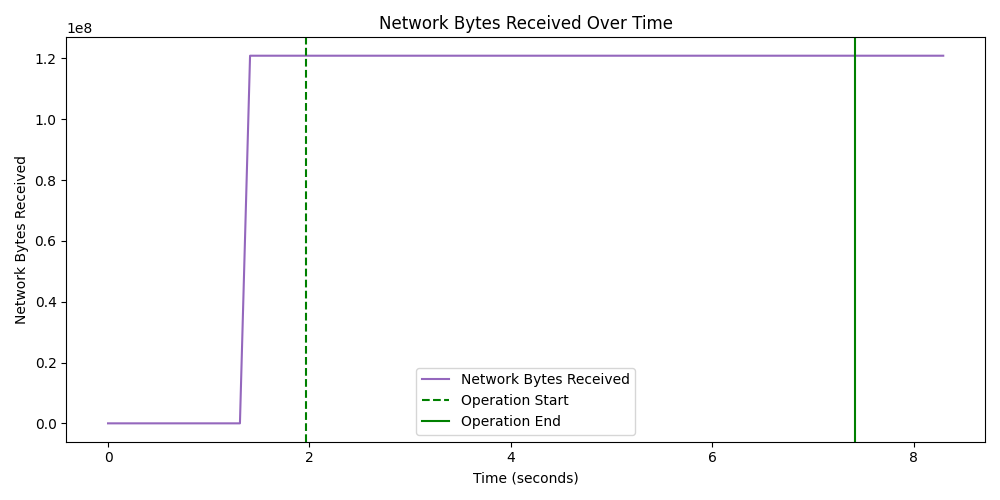 Network Bytes Received Over Time
1e8
1.2
1.0
0.8
0.6
0.4
0.2
0.0
Network Bytes Received
Network Bytes Received
Operation Start
Operation End
0 2 4 6 8
Time (seconds)